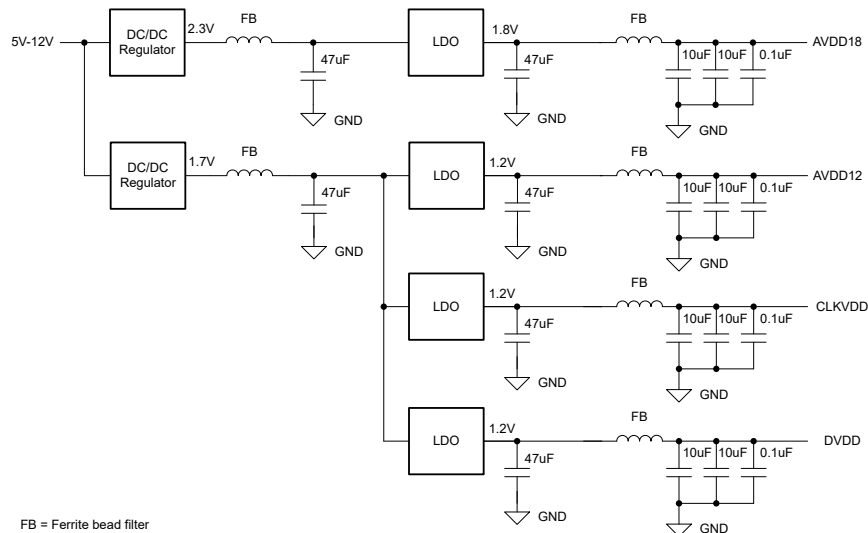 FB
FB
5V-12V
DC/DC
Regulator
2.3V
LDO
1.8V
AVDD18
47uF
47uF
10uF
10uF
0.1uF
GND
GND
GND
FB
FB
DC/DC
Regulator
1.7V
LDO
1.2V
AVDD12
47uF
47uF
10uF
10uF
0.1uF
GND
GND
GND
FB
LDO
1.2V
CLKVDD
47uF
10uF
10uF
0.1uF
GND
GND
FB
LDO
1.2V
DVDD
47uF
10uF
10uF
0.1uF
GND
GND
FB = Ferrite bead filter